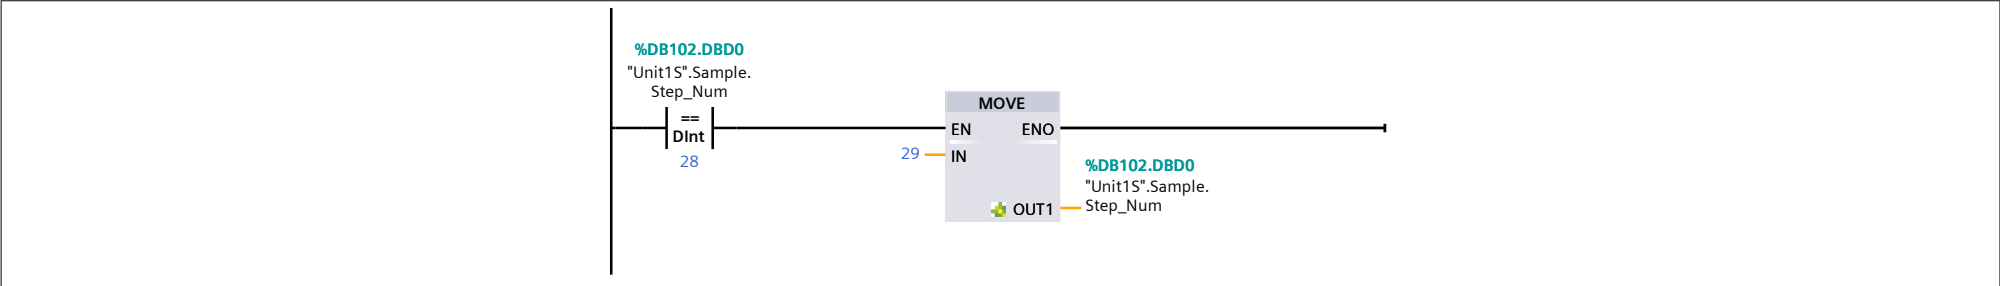 %DB102.DBD0
"Unit1S".Sample.
Step_Num
==
DInt
28
MOVE
EN ENO
29 IN
%DB102.DBD0
"Unit1S".Sample.
OUT1 Step_Num